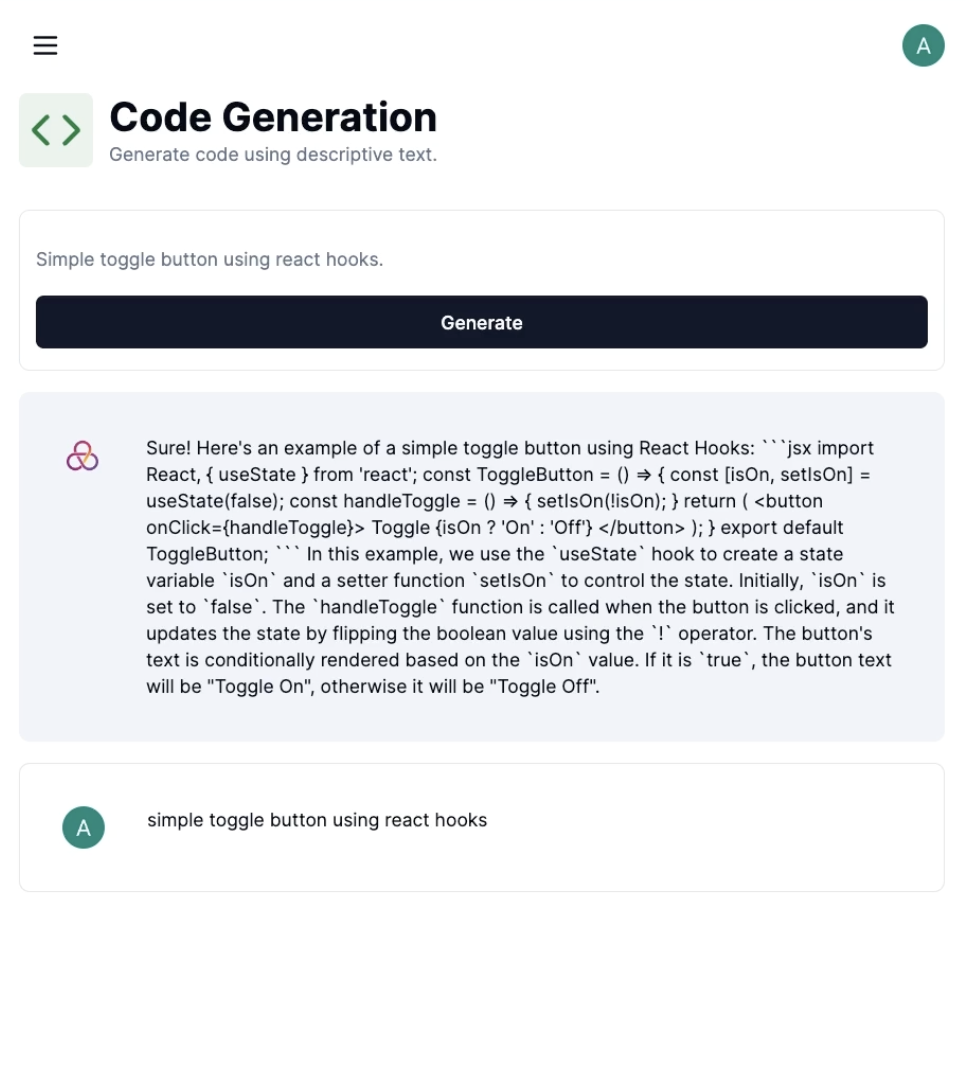 A
Code Generation
Generate code using descriptive text.
Simple toggle button using react hooks.
Generate
Sure! Here's an example of a simple toggle button using React Hooks: ```jsx import
React, { useState } from 'react'; const ToggleButton = () => { const [isOn, setIsOn] =
useState(false); const handleToggle = () => { setIsOn(!isOn); } return ( <button
onClick={handleToggle}> Toggle {isOn ? 'On' : 'Off'} </button> ); } export default
ToggleButton; ``` In this example, we use the `useState` hook to create a state
variable `isOn` and a setter function `setIsOn` to control the state. Initially, `isOn` is
set to `false`. The `handleToggle` function is called when the button is clicked, and it
updates the state by flipping the boolean value using the `!` operator. The button's
text is conditionally rendered based on the `isOn` value. If it is `true`, the button text
will be "Toggle On", otherwise it will be "Toggle Off".
A
simple toggle button using react hooks